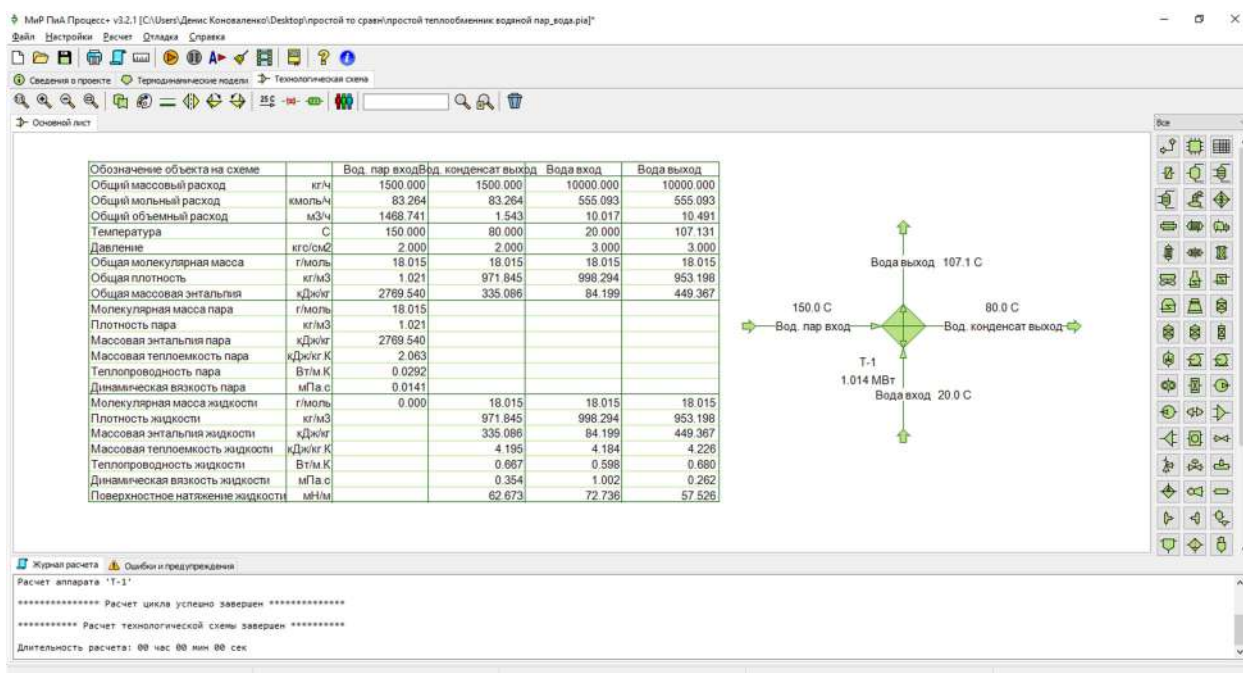 МиР ПиА Процесс+ v3.2.1 [C:\Users\Денис Коноваленко\Desktop\простой то сравн\простой теплообменник водяной пар_вода.pia]*
Файл Настройки Расчет Отладка Справка
Сведения о проекте Термодинамические модели Технологическая схема
Основной лист
Все
Обозначение объекта на схеме Вод. пар вход Вод. конденсат выход Вода вход Вода выход
Общий массовый расход кг/ч 1500.000 1500.000 10000.000 10000.000
Общий мольный расход кмоль/ч 83.264 83.264 555.093 555.093
Общий объемный расход м3/ч 1468.741 1.543 10.017 10.491
Температура С 150.000 80.000 20.000 107.131
Давление кгс/см2 2.000 2.000 3.000 3.000
Общая молекулярная масса г/моль 18.015 18.015 18.015 18.015
Общая плотность кг/м3 1.021 971.845 998.294 953.198
Общая массовая энтальпия кДж/кг 2769.540 335.086 84.199 449.367
Молекулярная масса пара г/моль 18.015
Плотность пара кг/м3 1.021
Массовая энтальпия пара кДж/кг 2769.540
Массовая теплоемкость пара кДж/кг.К 2.063
Теплопроводность пара Вт/м.К 0.0292
Динамическая вязкость пара мПа.с 0.0141
Молекулярная масса жидкости г/моль 0.000 18.015 18.015 18.015
Плотность жидкости кг/м3 971.845 998.294 953.198
Массовая энтальпия жидкости кДж/кг 335.086 84.199 449.367
Массовая теплоемкость жидкости кДж/кг.К 4.195 4.184 4.226
Теплопроводность жидкости Вт/м.К 0.667 0.598 0.680
Динамическая вязкость жидкости мПа.с 0.354 1.002 0.262
Поверхностное натяжение жидкости мН/м 62.673 72.736 57.526
Вода выход 107.1 С
150.0 С 80.0 С
Вод. пар вход Вод. конденсат выход
Т-1
1.014 МВт
Вода вход 20.0 С
Журнал расчета Ошибки и предупреждения
Расчет аппарата 'Т-1'
*************** Расчет цикла успешно завершен **************
*********** Расчет технологической схемы завершен **********
Длительность расчета: 00 час 00 мин 00 сек